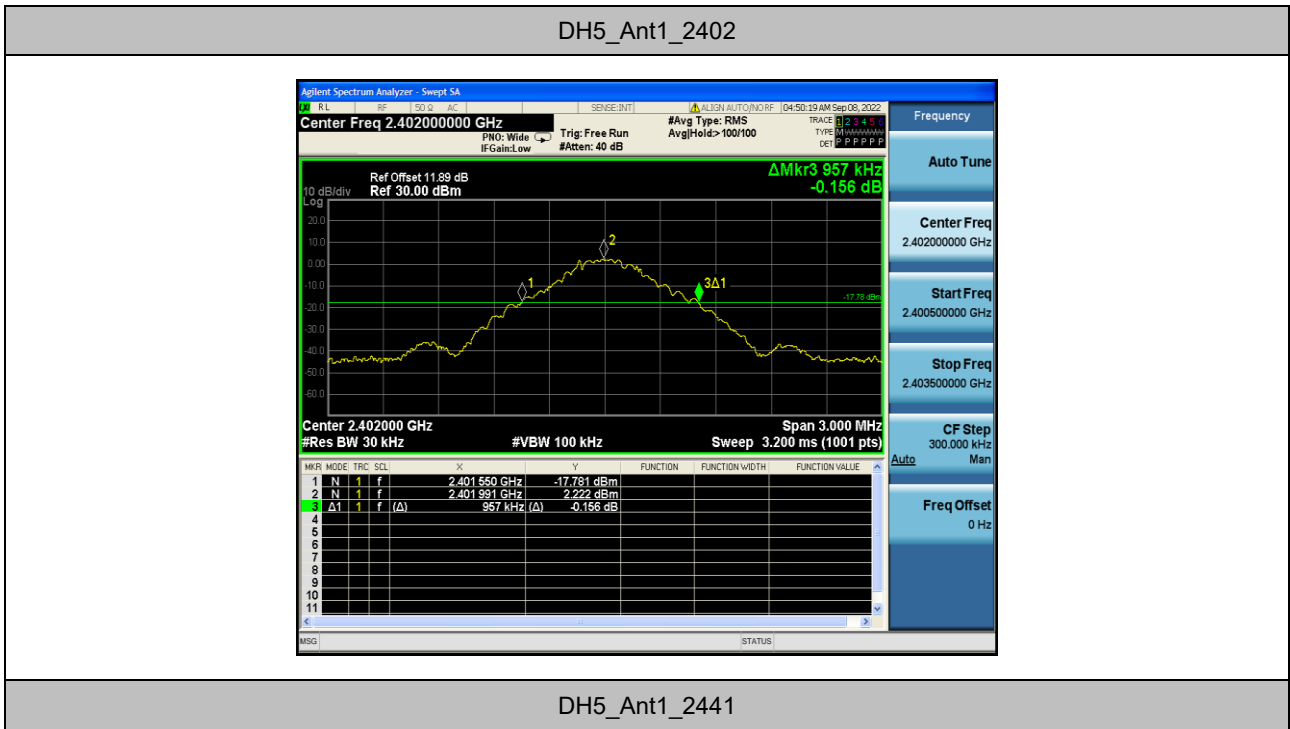 DH5_Ant1_2402
Agilent Spectrum Analyzer - Swept SA
RL RF 50 Ω AC SENSE:INT ALIGN AUTO/NO RF 04:50:19 AM Sep 08, 2022
Center Freq 2.402000000 GHz
#Avg Type: RMS
TRACE 1 2 3 4 5 6
PNO: Wide
Trig: Free Run
Avg|Hold:> 100/100
TYPE M
IFGain:Low
#Atten: 40 dB
DET P P P P P P
Frequency
Auto Tune
ΔMkr3 957 kHz
-0.156 dB
Ref Offset 11.89 dB
10 dB/div Ref 30.00 dBm
Log
20.0
10.0
0.00
-10.0
-20.0
-30.0
-40.0
-50.0
-60.0
1
2
3Δ1
-17.78 dBm
Center 2.402000 GHz Span 3.000 MHz
#Res BW 30 kHz #VBW 100 kHz Sweep 3.200 ms (1001 pts)
Center Freq
2.402000000 GHz
Start Freq
2.400500000 GHz
Stop Freq
2.403500000 GHz
CF Step
300.000 kHz
Auto Man
Freq Offset
0 Hz
MKR MODE TRC SCL X Y FUNCTION FUNCTION WIDTH FUNCTION VALUE
1 N 1 f 2.401 550 GHz -17.781 dBm
2 N 1 f 2.401 991 GHz 2.222 dBm
3 Δ1 1 f (Δ) 957 kHz (Δ) -0.156 dB
4
5
6
7
8
9
10
11
MSG STATUS
DH5_Ant1_2441